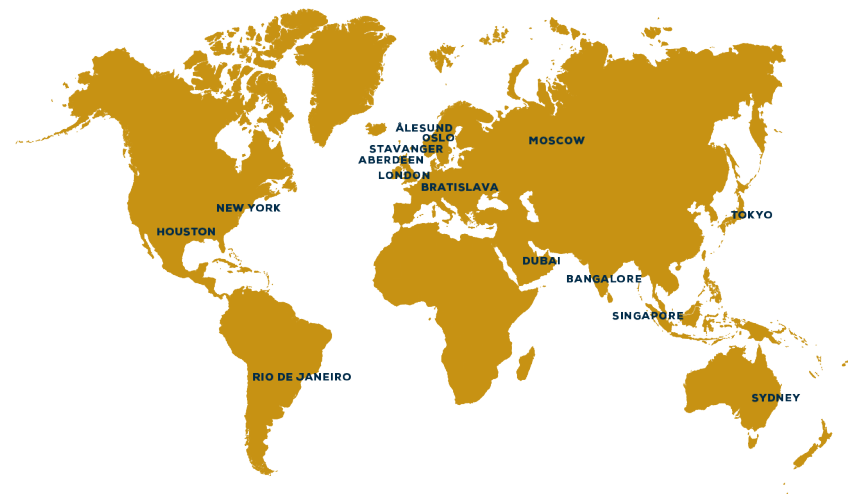 ÅLESUND
OSLO
MOSCOW
STAVANGER
ABERDEEN
LONDON
BRATISLAVA
NEW YORK
TOKYO
HOUSTON
DUBAI
BANGALORE
SINGAPORE
RIO DE JANEIRO
SYDNEY